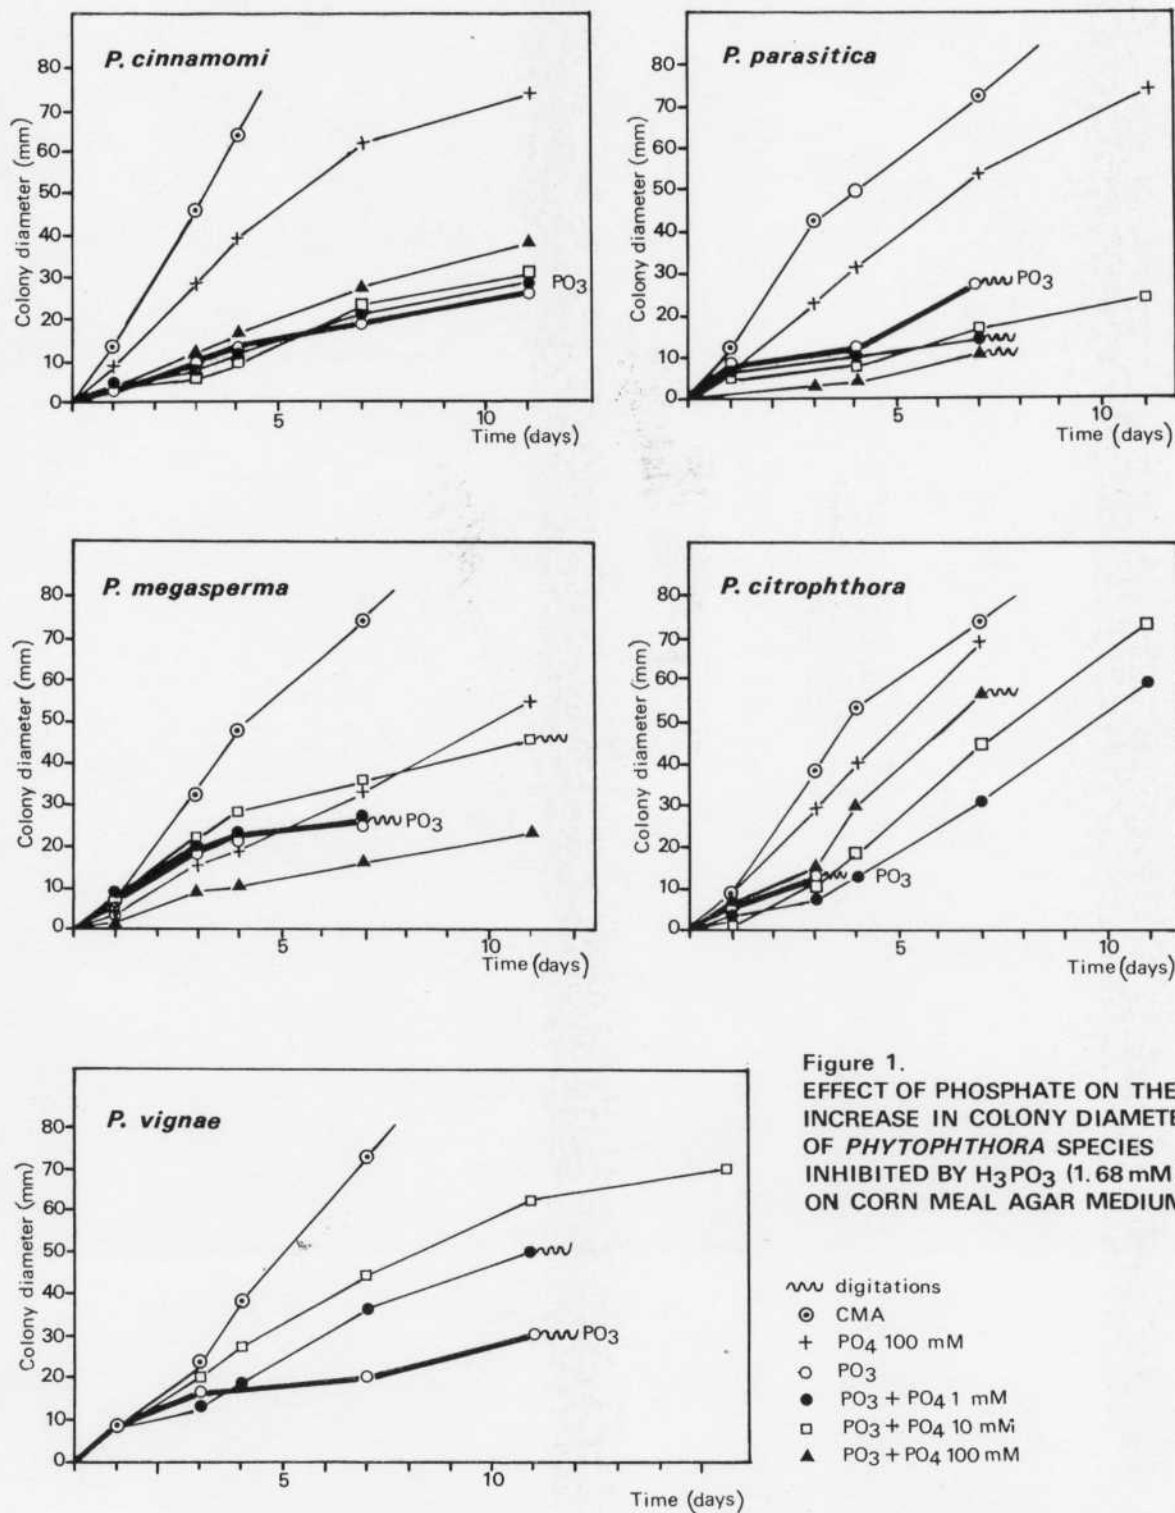 P. cinnamomi
Colony diameter (mm)
80
70
60
50
40
30
20
10
0
5
10
Time (days)
PO3
P. parasitica
Colony diameter (mm)
80
70
60
50
40
30
20
10
0
5
10
Time (days)
PO3
P. megasperma
Colony diameter (mm)
80
70
60
50
40
30
20
10
0
5
10
Time (days)
PO3
P. citrophthora
Colony diameter (mm)
80
70
60
50
40
30
20
10
0
5
10
Time (days)
PO3
P. vignae
Colony diameter (mm)
80
70
60
50
40
30
20
10
0
5
10
Time (days)
PO3
Figure 1.
EFFECT OF PHOSPHATE ON THE
INCREASE IN COLONY DIAMETE
OF PHYTOPHTHORA SPECIES
INHIBITED BY H3PO3 (1.68 mM
ON CORN MEAL AGAR MEDIUM
digitations
CMA
PO4 100 mM
PO3
PO3 + PO4 1 mM
PO3 + PO4 10 mM
PO3 + PO4 100 mM